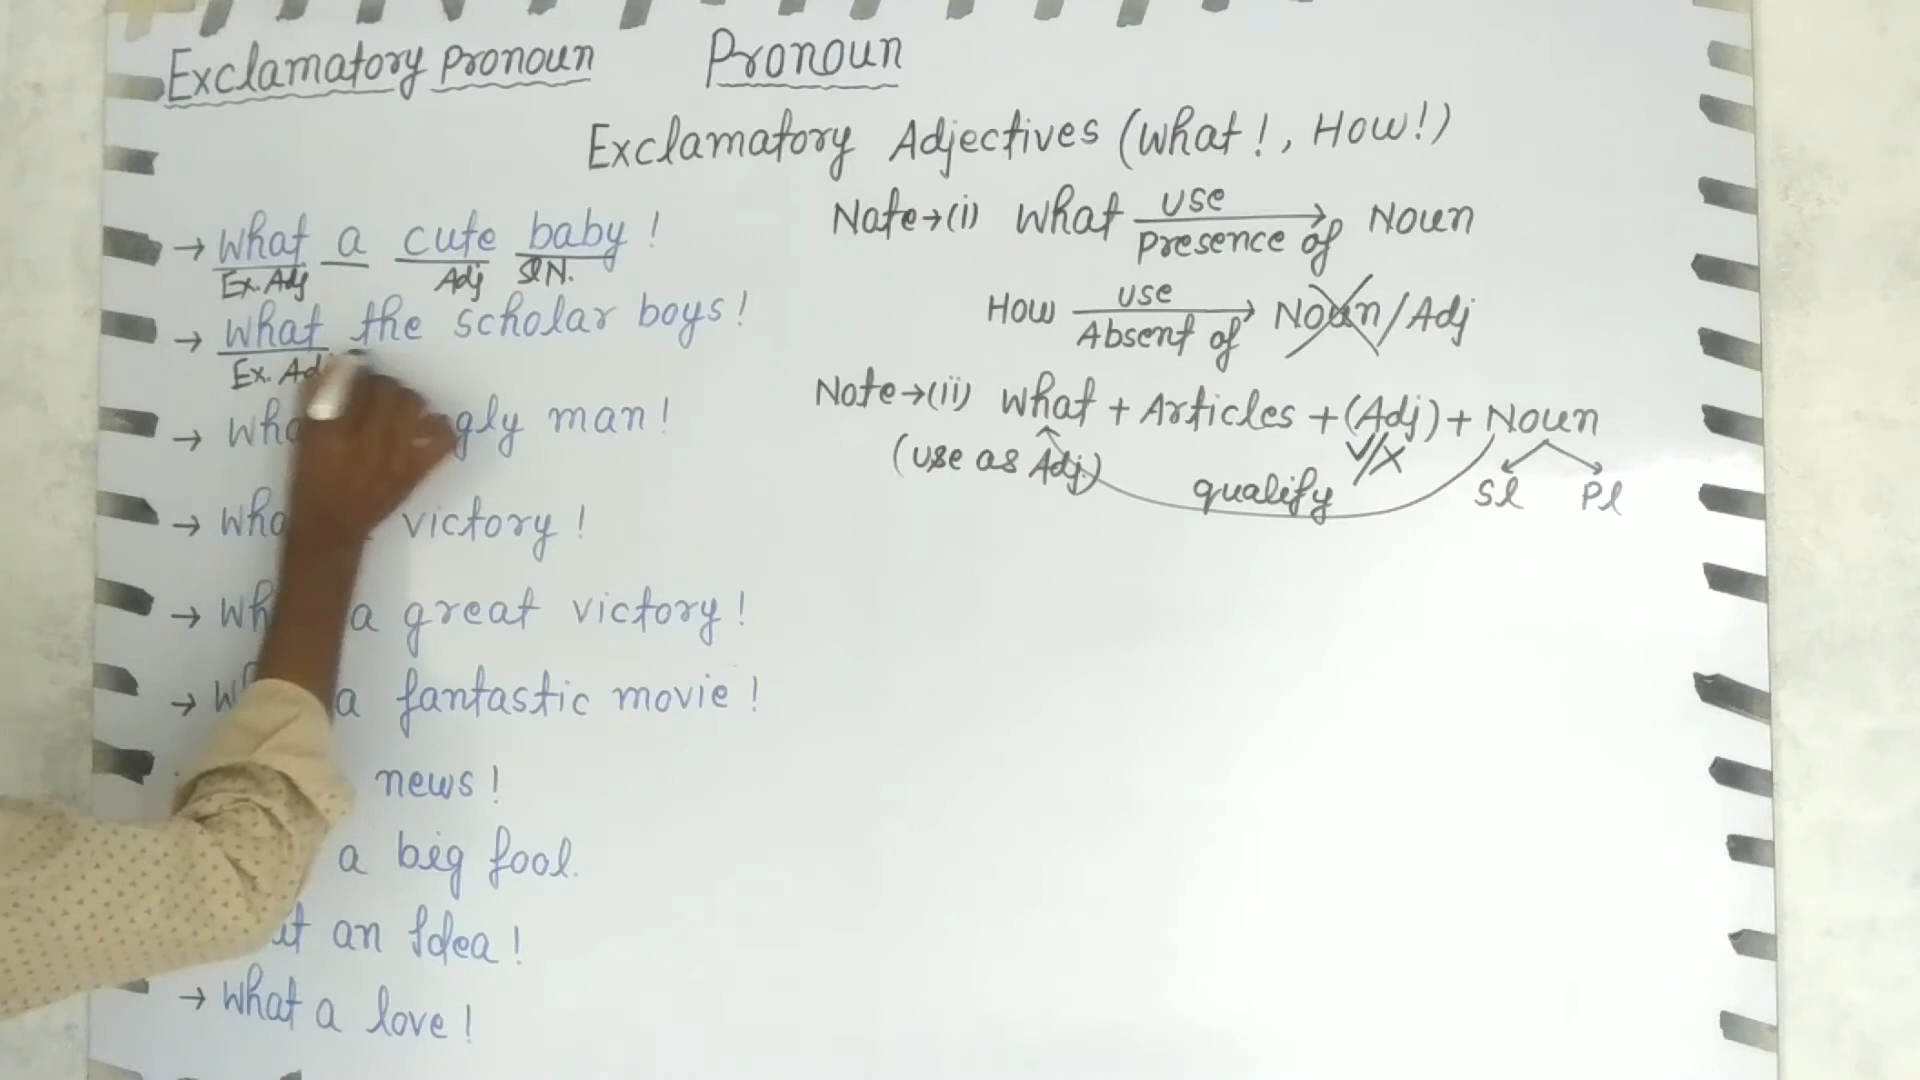 Exclamatory Pronoun
Pronoun
Exclamatory Adjectives (What!, How!)
→ What a cute baby!
Ex. Adj Adj Sl N.
→ What the scholar boys!
Ex.
gly man!
→ victory!
→ a great victory!
→ a fantastic movie!
news!
a big fool.
an Idea!
→ What a love!
Note→(i) What use Presence of Noun
How use Absent of Noun/Adj
Note→(ii) What + Articles + (Adj) + Noun
(use as Adj.) qualify ✓/× Sl Pl